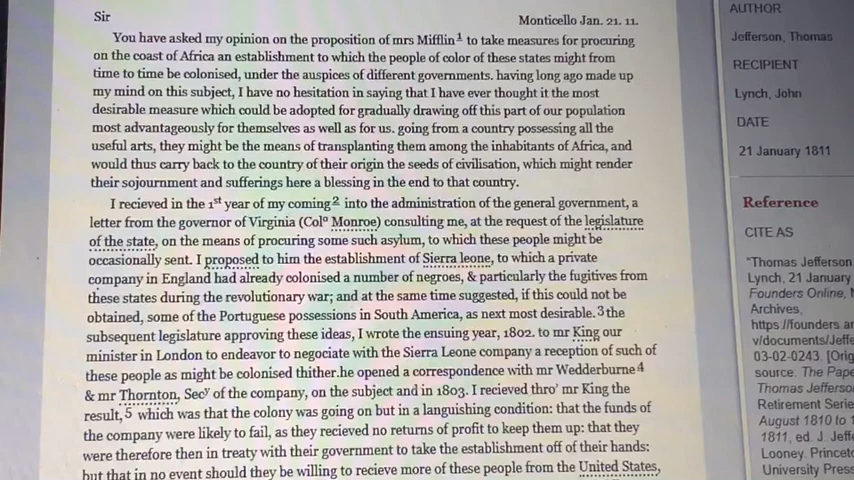 Sir
Monticello Jan. 21. 11.
You have asked my opinion on the proposition of mrs Mifflin1 to take measures for procuring
on the coast of Africa an establishment to which the people of color of these states might from
time to time be colonised, under the auspices of different governments. having long ago made up
my mind on this subject, I have no hesitation in saying that I have ever thought it the most
desirable measure which could be adopted for gradually drawing off this part of our population
most advantageously for themselves as well as for us. going from a country possessing all the
useful arts, they might be the means of transplanting them among the inhabitants of Africa, and
would thus carry back to the country of their origin the seeds of civilisation, which might render
their sojournment and sufferings here a blessing in the end to that country.
I recieved in the 1st year of my coming2 into the administration of the general government, a
letter from the governor of Virginia (Colo Monroe) consulting me, at the request of the legislature
of the state, on the means of procuring some such asylum, to which these people might be
occasionally sent. I proposed to him the establishment of Sierra leone, to which a private
company in England had already colonised a number of negroes, & particularly the fugitives from
these states during the revolutionary war; and at the same time suggested, if this could not be
obtained, some of the Portuguese possessions in South America, as next most desirable.3 the
subsequent legislature approving these ideas, I wrote the ensuing year, 1802. to mr King our
minister in London to endeavor to negociate with the Sierra Leone company a reception of such of
these people as might be colonised thither.he opened a correspondence with mr Wedderburne4
& mr Thornton, Secy of the company, on the subject and in 1803. I recieved thro' mr King the
result,5 which was that the colony was going on but in a languishing condition: that the funds of
the company were likely to fail, as they recieved no returns of profit to keep them up: that they
were therefore then in treaty with their government to take the establishment off of their hands:
but that in no event should they be willing to recieve more of these people from the United States,
AUTHOR
Jefferson, Thomas
RECIPIENT
Lynch, John
DATE
21 January 1811
Reference
CITE AS
"Thomas Jefferson
Lynch, 21 January
Founders Online,
Archives,
https://founders.ar
v/documents/Jeffe
03-02-0243. [Orig
source: The Pape
Thomas Jefferso
Retirement Serie
August 1810 to 1
1811, ed. J. Jeff
Looney. Princet
University Press